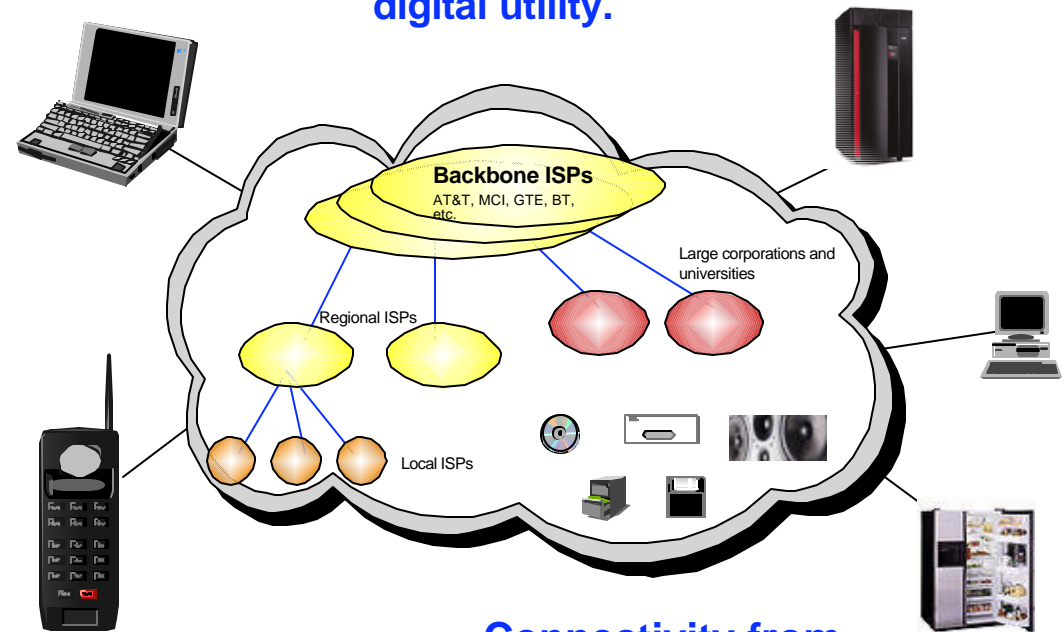 digital utility.
Backbone ISPs
AT&T, MCI, GTE, BT,
etc.
Large corporations and
universities
Regional ISPs
Local ISPs
Connectivity from